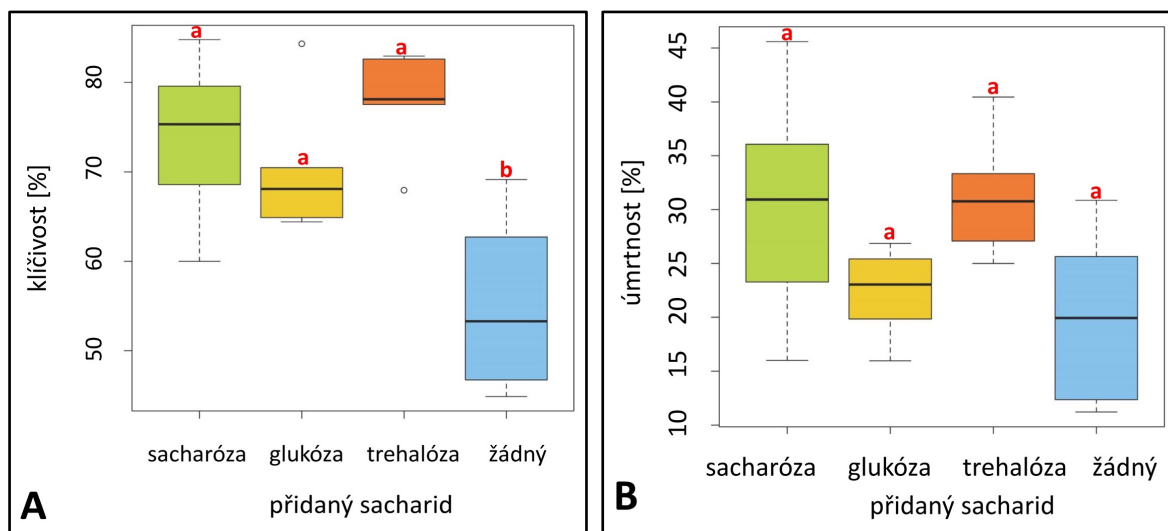 a
a
a
b
klíčivost [%]
80
70
60
50
sacharóza glukóza trehalóza žádný
přidaný sacharid
A
a
a
a
a
úmrtnost [%]
45
40
35
30
25
20
15
10
sacharóza glukóza trehalóza žádný
přidaný sacharid
B